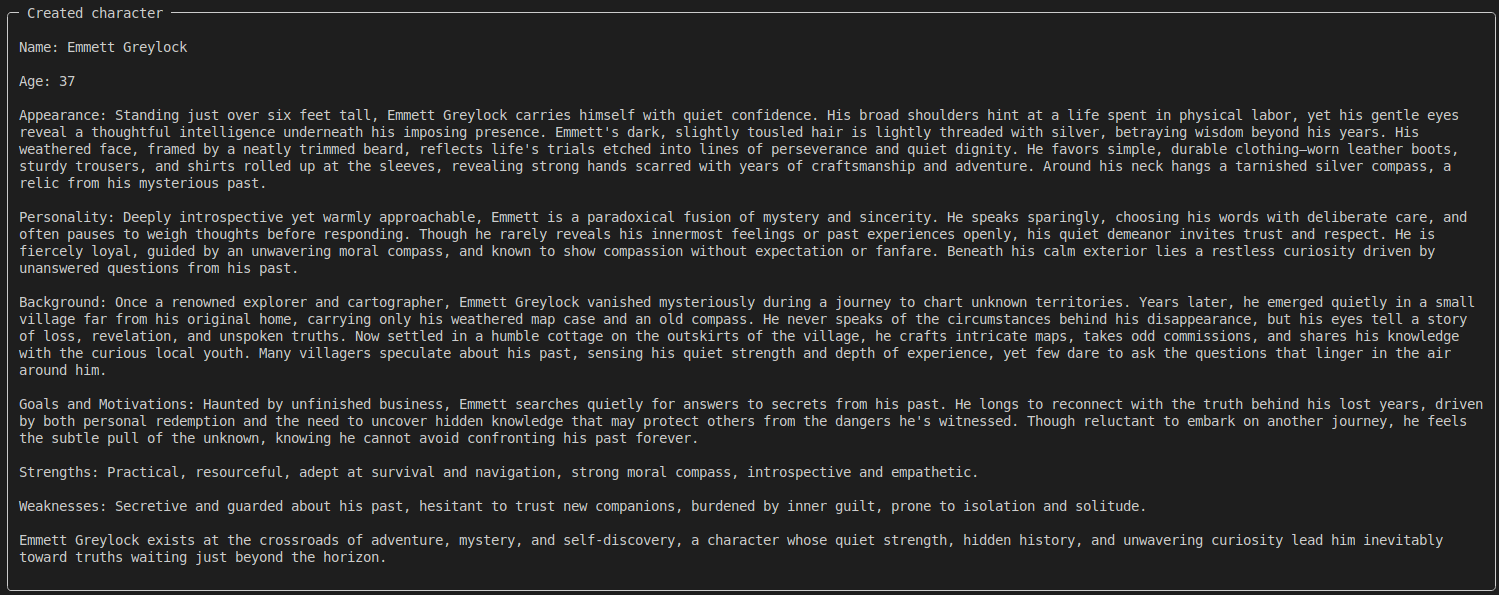 Created character
Name: Emmett Greylock
Age: 37
Appearance: Standing just over six feet tall, Emmett Greylock carries himself with quiet confidence. His broad shoulders hint at a life spent in physical labor, yet his gentle eyes
reveal a thoughtful intelligence underneath his imposing presence. Emmett's dark, slightly tousled hair is lightly threaded with silver, betraying wisdom beyond his years. His
weathered face, framed by a neatly trimmed beard, reflects life's trials etched into lines of perseverance and quiet dignity. He favors simple, durable clothing—worn leather boots,
sturdy trousers, and shirts rolled up at the sleeves, revealing strong hands scarred with years of craftsmanship and adventure. Around his neck hangs a tarnished silver compass, a
relic from his mysterious past.
Personality: Deeply introspective yet warmly approachable, Emmett is a paradoxical fusion of mystery and sincerity. He speaks sparingly, choosing his words with deliberate care, and
often pauses to weigh thoughts before responding. Though he rarely reveals his innermost feelings or past experiences openly, his quiet demeanor invites trust and respect. He is
fiercely loyal, guided by an unwavering moral compass, and known to show compassion without expectation or fanfare. Beneath his calm exterior lies a restless curiosity driven by
unanswered questions from his past.
Background: Once a renowned explorer and cartographer, Emmett Greylock vanished mysteriously during a journey to chart unknown territories. Years later, he emerged quietly in a small
village far from his original home, carrying only his weathered map case and an old compass. He never speaks of the circumstances behind his disappearance, but his eyes tell a story
of loss, revelation, and unspoken truths. Now settled in a humble cottage on the outskirts of the village, he crafts intricate maps, takes odd commissions, and shares his knowledge
with the curious local youth. Many villagers speculate about his past, sensing his quiet strength and depth of experience, yet few dare to ask the questions that linger in the air
around him.
Goals and Motivations: Haunted by unfinished business, Emmett searches quietly for answers to secrets from his past. He longs to reconnect with the truth behind his lost years, driven
by both personal redemption and the need to uncover hidden knowledge that may protect others from the dangers he's witnessed. Though reluctant to embark on another journey, he feels
the subtle pull of the unknown, knowing he cannot avoid confronting his past forever.
Strengths: Practical, resourceful, adept at survival and navigation, strong moral compass, introspective and empathetic.
Weaknesses: Secretive and guarded about his past, hesitant to trust new companions, burdened by inner guilt, prone to isolation and solitude.
Emmett Greylock exists at the crossroads of adventure, mystery, and self-discovery, a character whose quiet strength, hidden history, and unwavering curiosity lead him inevitably
toward truths waiting just beyond the horizon.